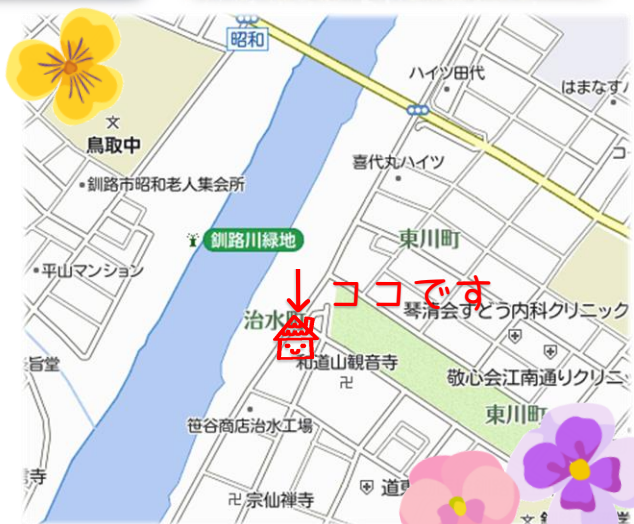 昭和
ハイツ田代
はまなす
鳥取中
喜代丸ハイツ
釧路市昭和老人集会所
釧路川緑地
東川町
平山マンション
ココです
治水町
琴清会すどう内科クリニック
和道山観音寺
敬心会江南通りクリニ
旨堂
東川町
笹谷商店治水工場
寺
道東
宗仙禅寺